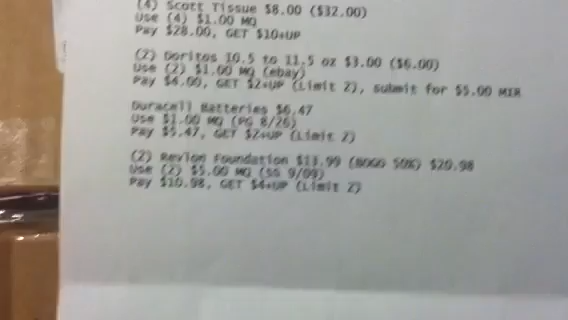 (4) Scott Tissue $8.00 ($32.00)
Use (4) $1.00 MQ
Pay $28.00, GET $10+UP
(2) Doritos 10.5 to 11.5 oz $3.00 ($6.00)
Use (2) $1.00 MQ (ebay)
Pay $4.00, GET $2+UP (Limit 2), submit for $5.00 MIR
Duracell Batteries $6.47
Use $1.00 MQ (PG 8/26)
Pay $5.47, GET $2+UP (Limit 2)
(2) Revlon Foundation $13.99 (BOGO 50%) $20.98
Use (2) $5.00 MQ (SS 9/09)
Pay $10.98, GET $4+UP (Limit 2)